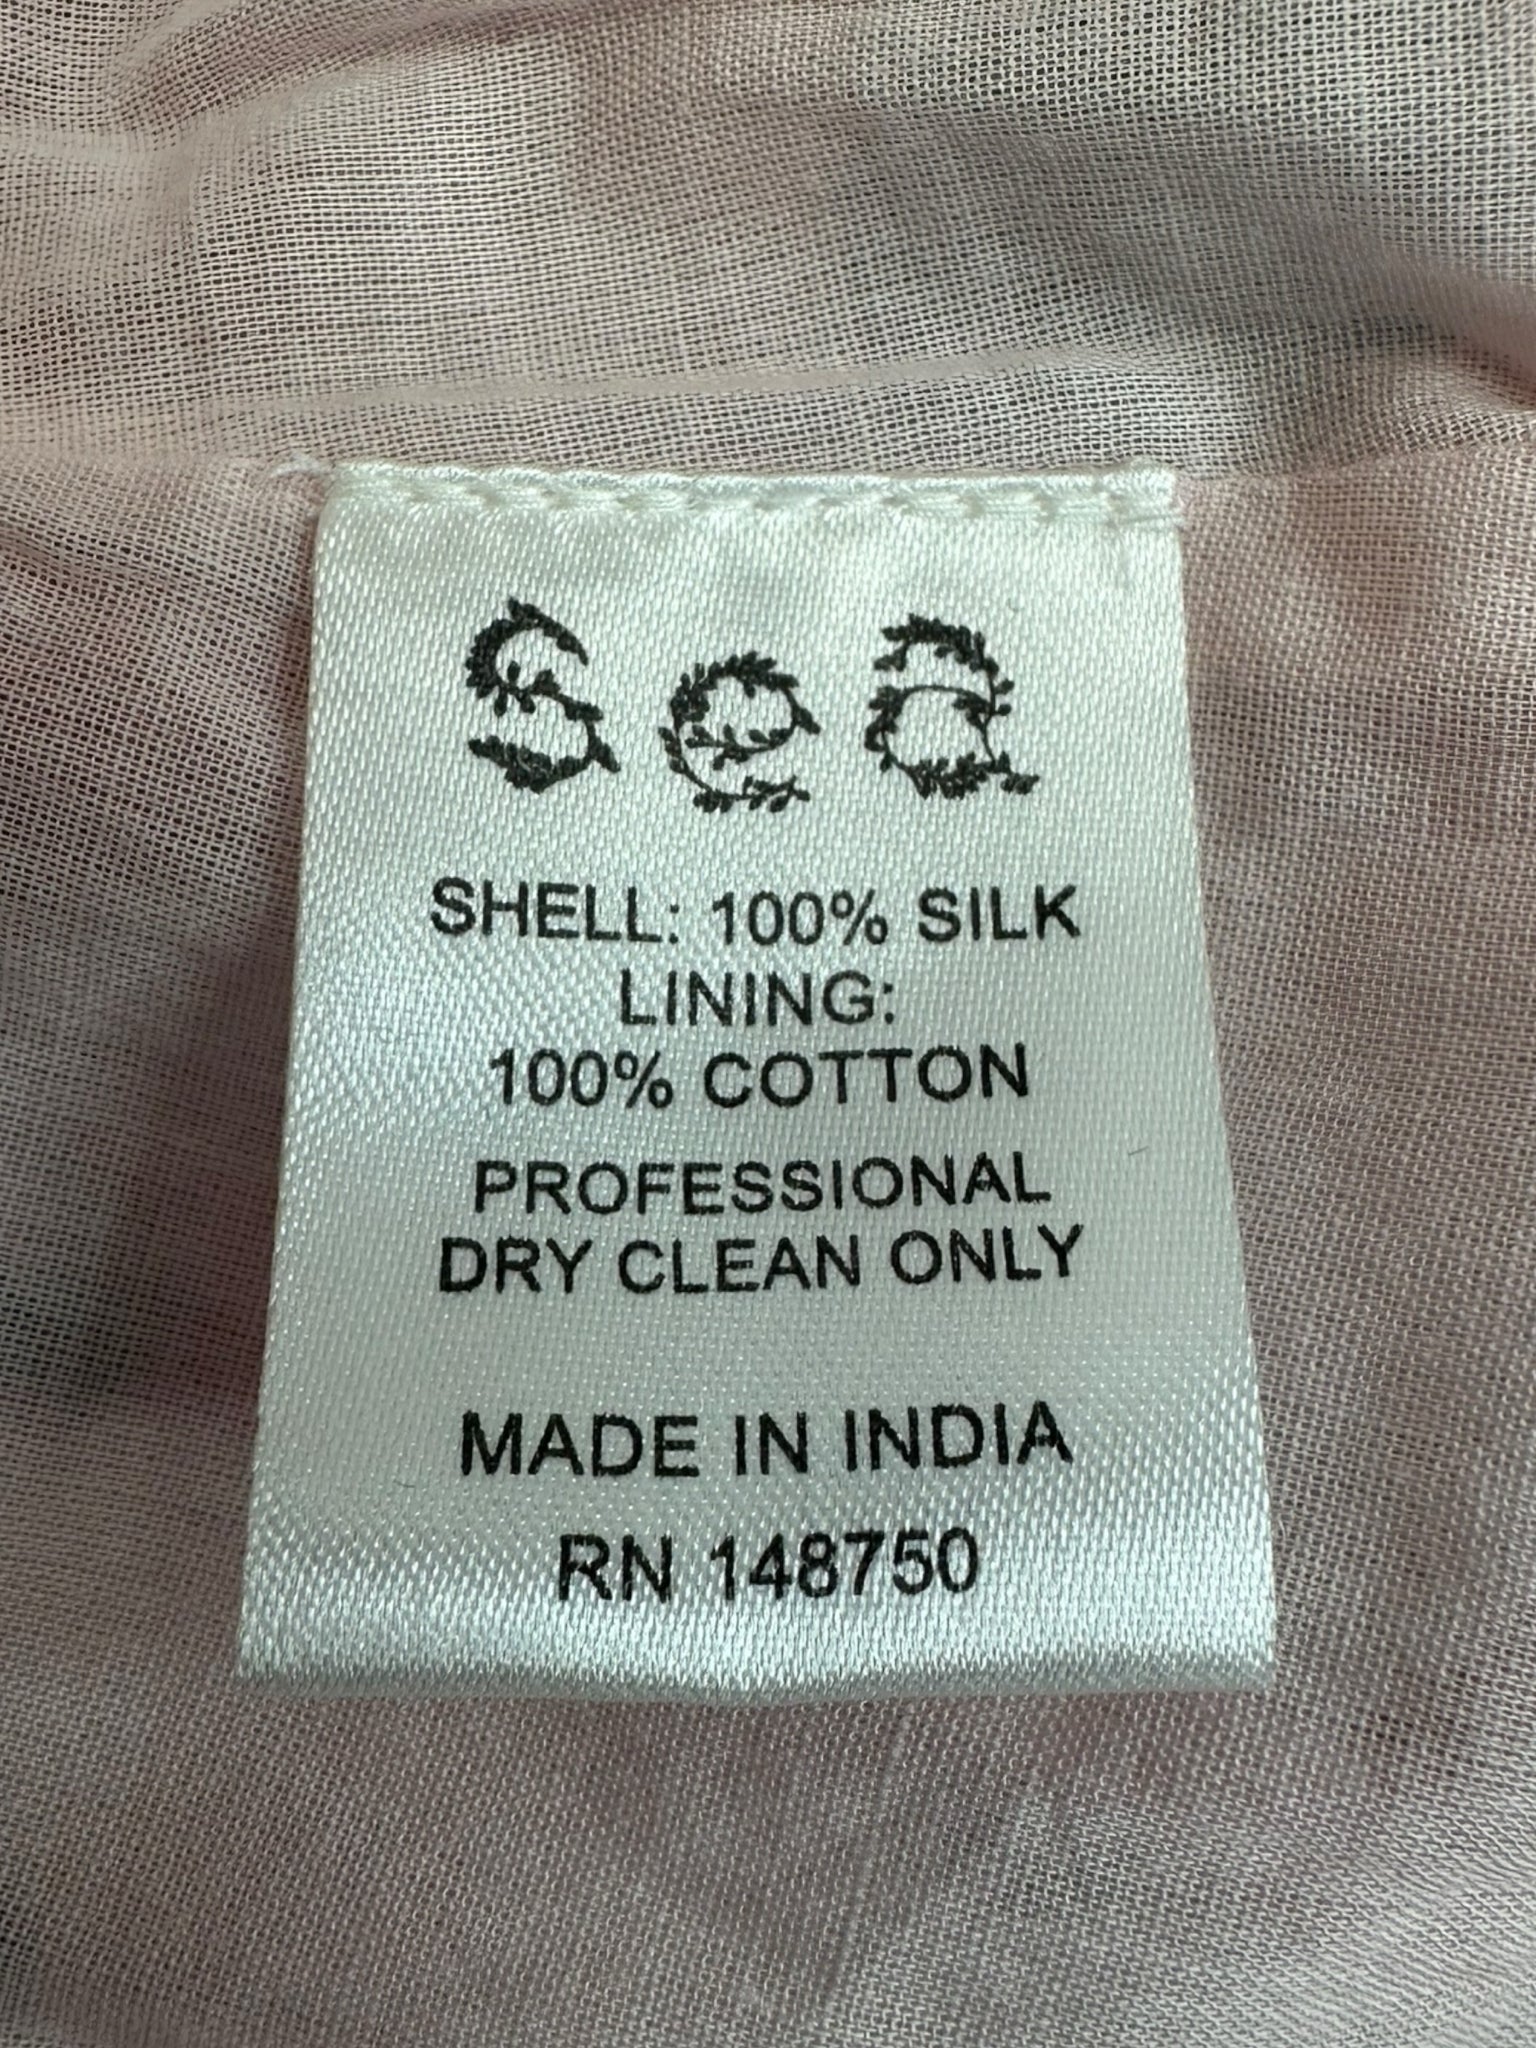 Sea
SHELL: 100% SILK
LINING:
100% COTTON
PROFESSIONAL
DRY CLEAN ONLY
MADE IN INDIA
RN 148750